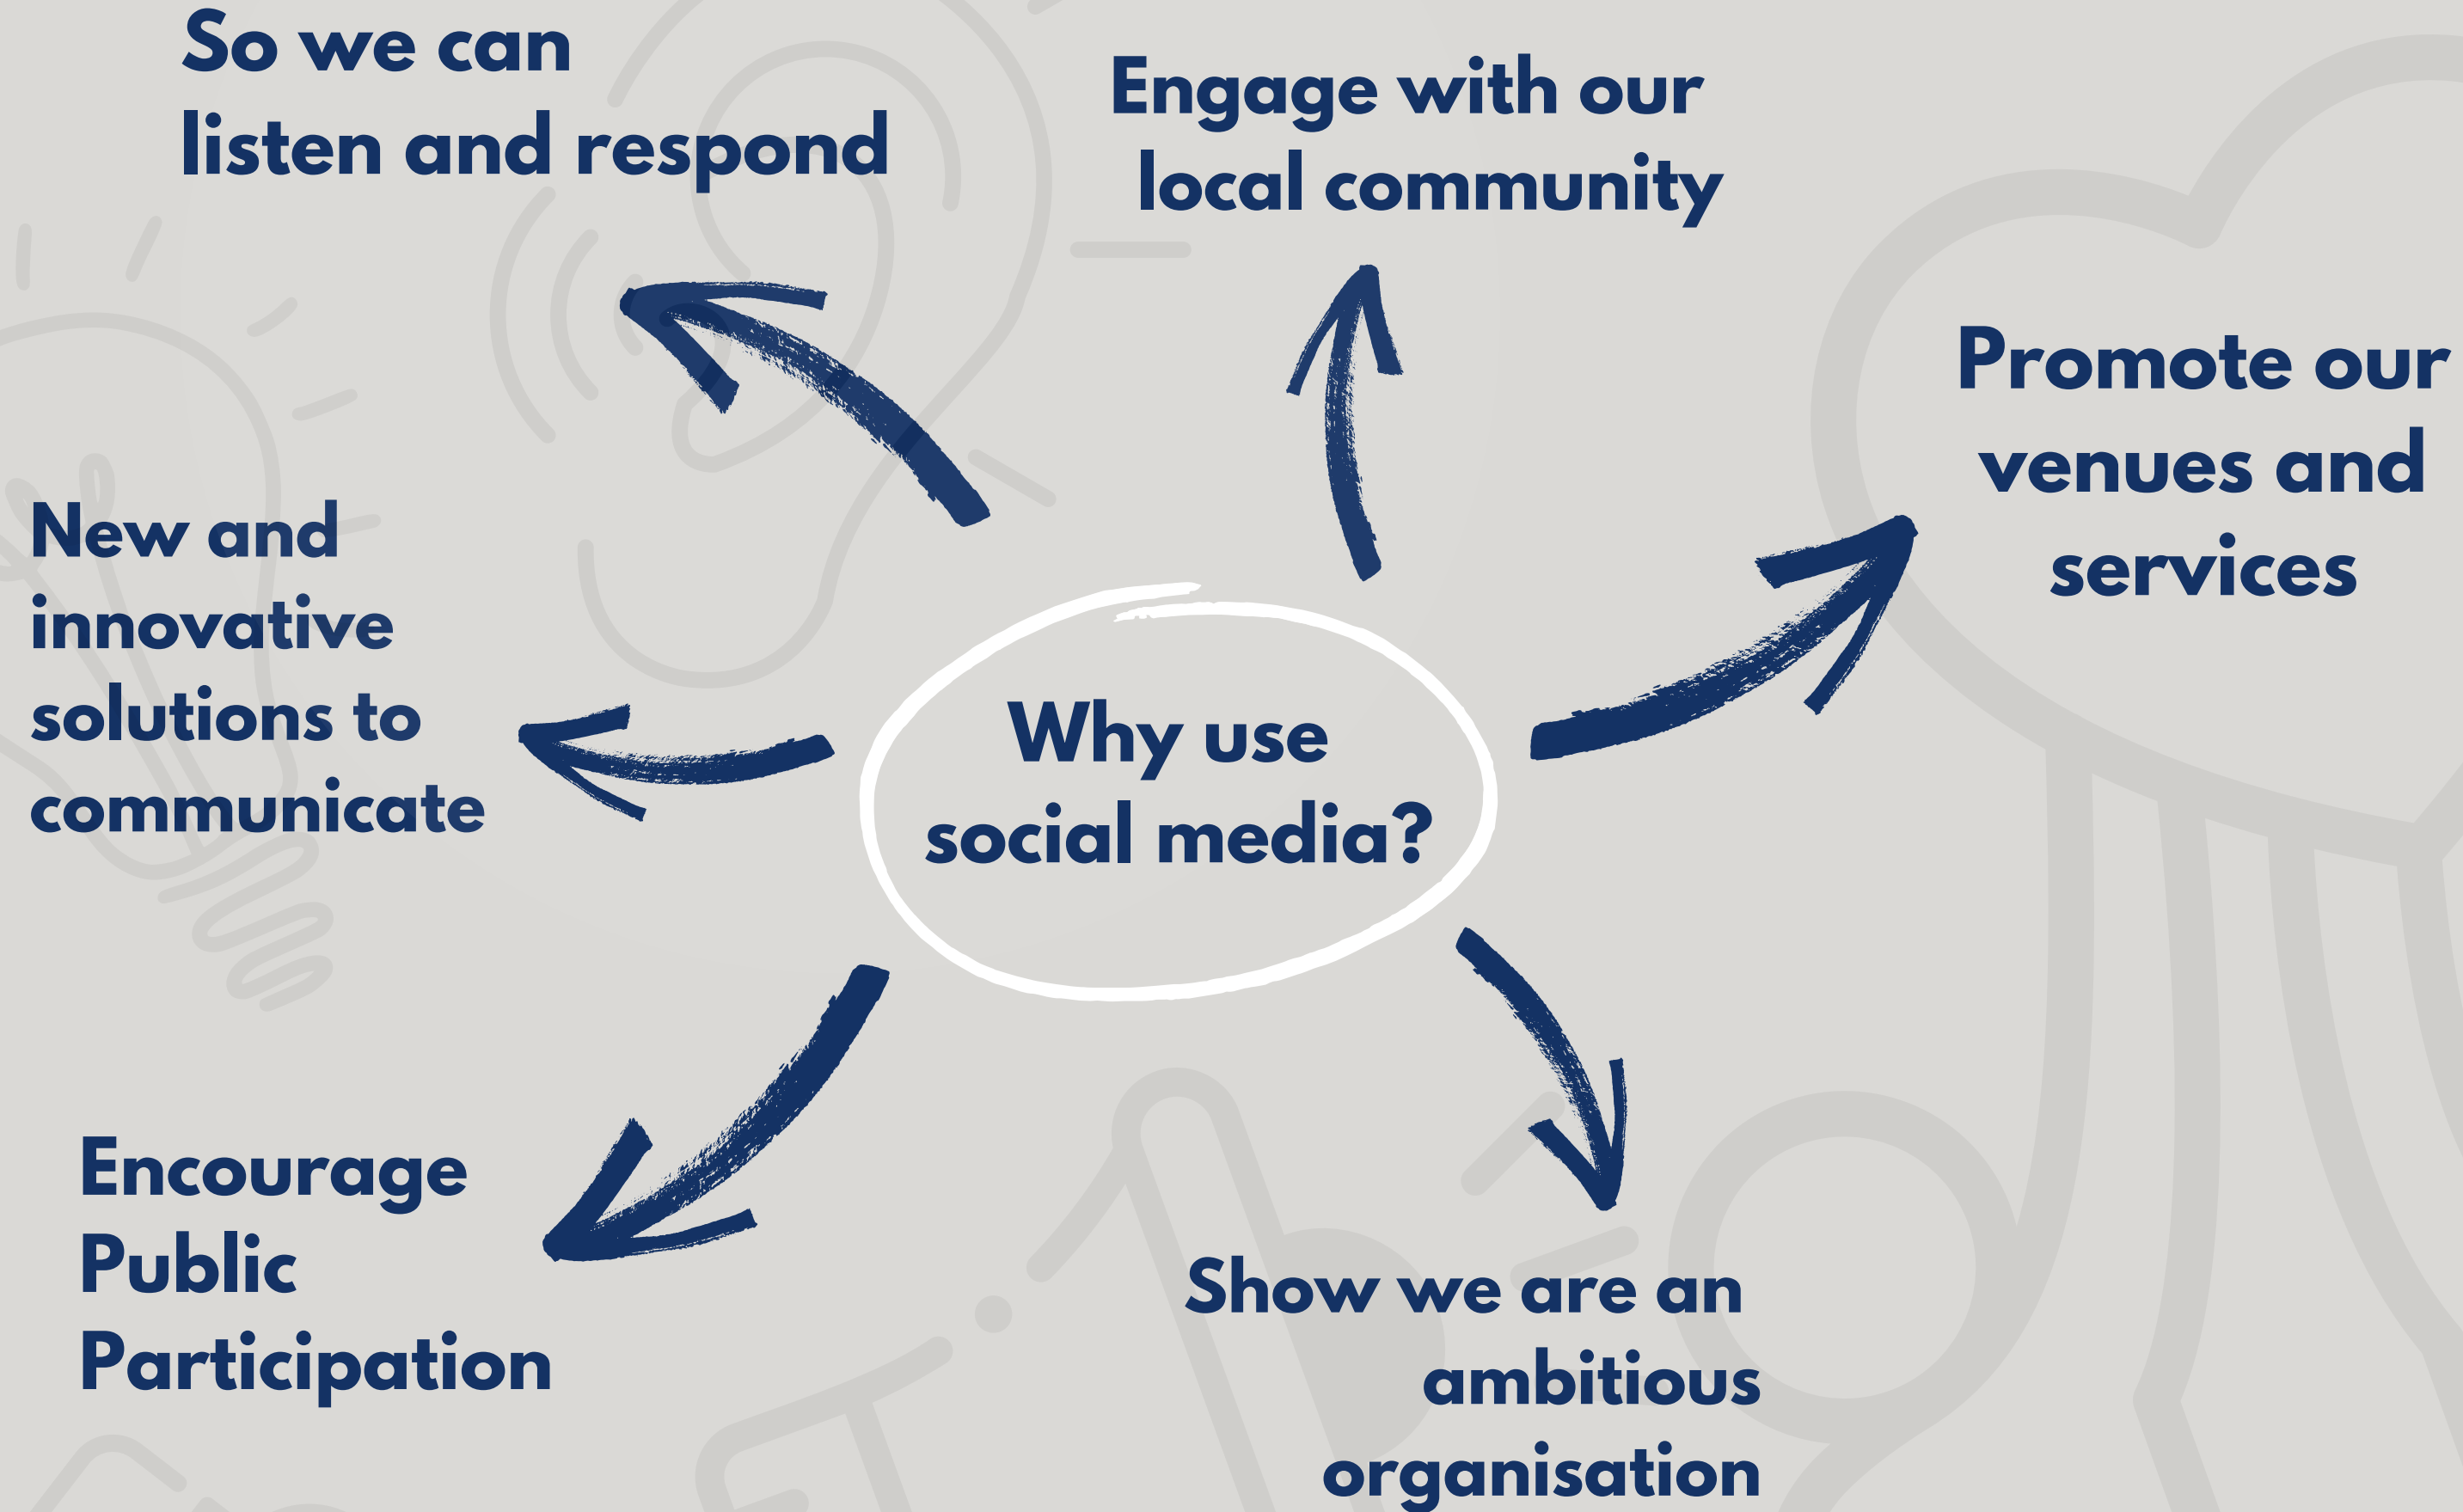 So we can
listen and respond
Engage with our
local community
Promote our
venues and
services
New and
innovative
solutions to
communicate
Why use
social media?
Encourage
Public
Participation
Show we are an
ambitious
organisation